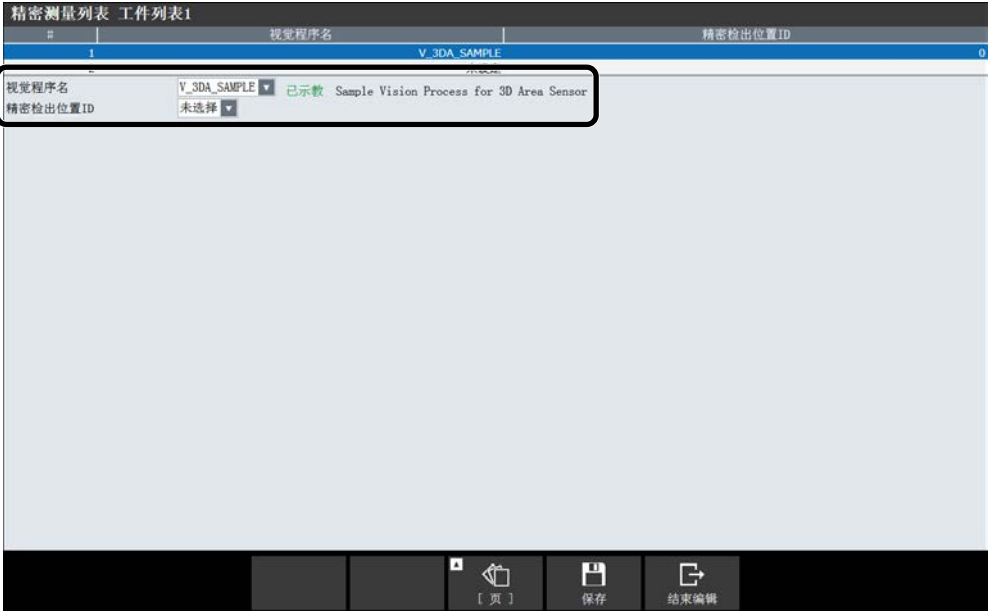 精密测量列表 工件列表1
# 视觉程序名 精密检出位置ID
1 V_3DA_SAMPLE 0
视觉程序名 V_3DA_SAMPLE 已示教 Sample Vision Process for 3D Area Sensor
精密检出位置ID 未选择
[ 页 ] 保存 结束编辑